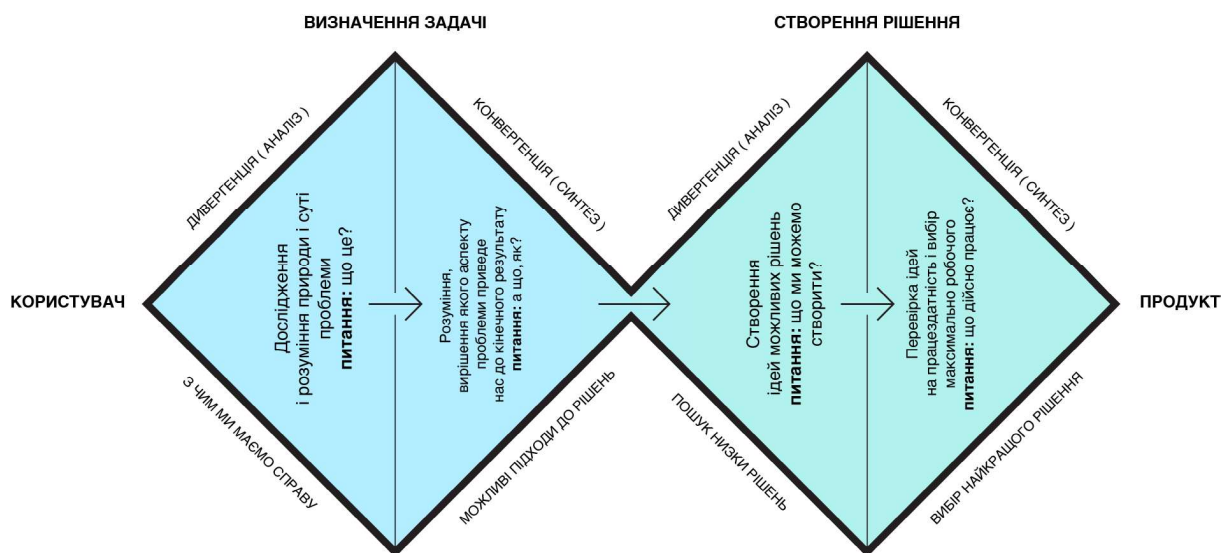 ВИЗНАЧЕННЯ ЗАДАЧІ
СТВОРЕННЯ РІШЕННЯ
ДИВЕРГЕНЦІЯ ( АНАЛІЗ )
КОНВЕРГЕНЦІЯ ( СИНТЕЗ )
ДИВЕРГЕНЦІЯ ( АНАЛІЗ )
КОНВЕРГЕНЦІЯ ( СИНТЕЗ )
КОРИСТУВАЧ
Дослідження
і розуміння природи і суті
проблеми
питання: що це?
Розуміння,
вирішення якого аспекту
проблеми приведе
нас до кінечного результату
питання: а що, як?
Створення
ідей можливих рішень
питання: що ми можемо
створити?
Перевірка ідей
на працездатність і вибір
максимально робочого
питання: що дійсно працює?
ПРОДУКТ
З ЧИМ МИ МАЄМО СПРАВУ
МОЖЛИВІ ПІДХОДИ ДО РІШЕНЬ
ПОШУК НИЗКИ РІШЕНЬ
ВИБІР НАЙКРАЩОГО РІШЕННЯ